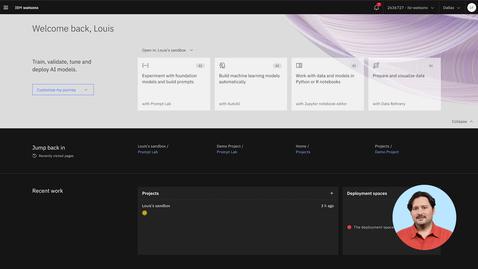 IBM watsonx
2636727 - itz-watsonx
Dallas
LV
Welcome back, Louis
Open in: Louis's sandbox
Train, validate, tune and
deploy AI models.
Customize my journey
Experiment with foundation
models and build prompts
with Prompt Lab
Build machine learning models
automatically
with AutoAI
Work with data and models in
Python or R notebooks
with Jupyter notebook editor
Prepare and visualize data
with Data Refinery
Collapse
Jump back in
Recently visited pages
Louis's sandbox /
Prompt Lab
Demo Project /
Prompt Lab
Home /
Projects
Projects /
Demo Project
Recent work
Projects
Louis's sandbox
3 h ago
Deployment spaces
The deployment spaces